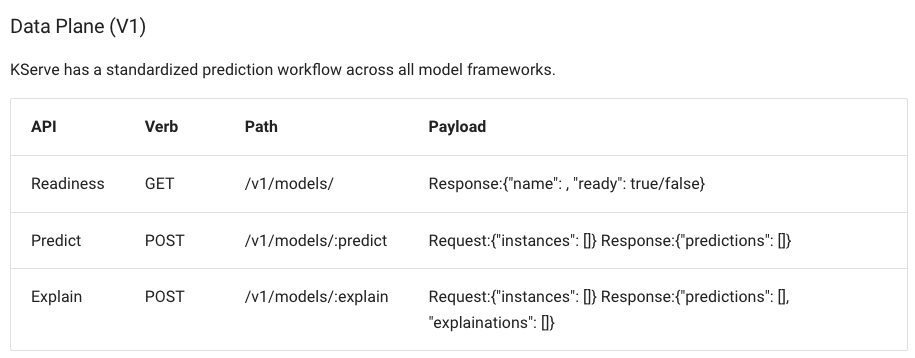 Data Plane (V1)
KServe has a standardized prediction workflow across all model frameworks.
API Verb Path Payload
Readiness GET /v1/models/ Response:{"name": , "ready": true/false}
Predict POST /v1/models/:predict Request:{"instances": []} Response:{"predictions": []}
Explain POST /v1/models/:explain Request:{"instances": []} Response:{"predictions": [],
"explainations": []}